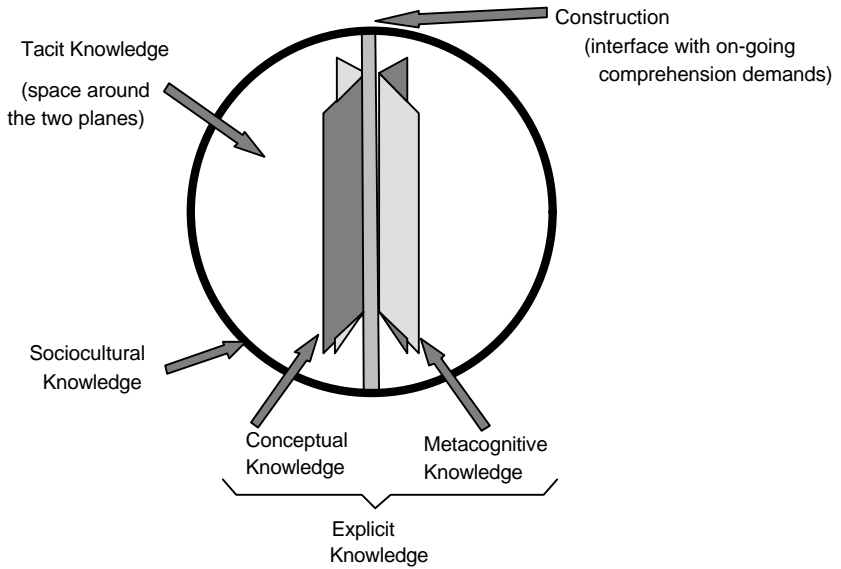 Construction
(interface with on-going
comprehension demands)
Tacit Knowledge
(space around
the two planes)
Sociocultural
Knowledge
Conceptual
Knowledge
Metacognitive
Knowledge
Explicit
Knowledge